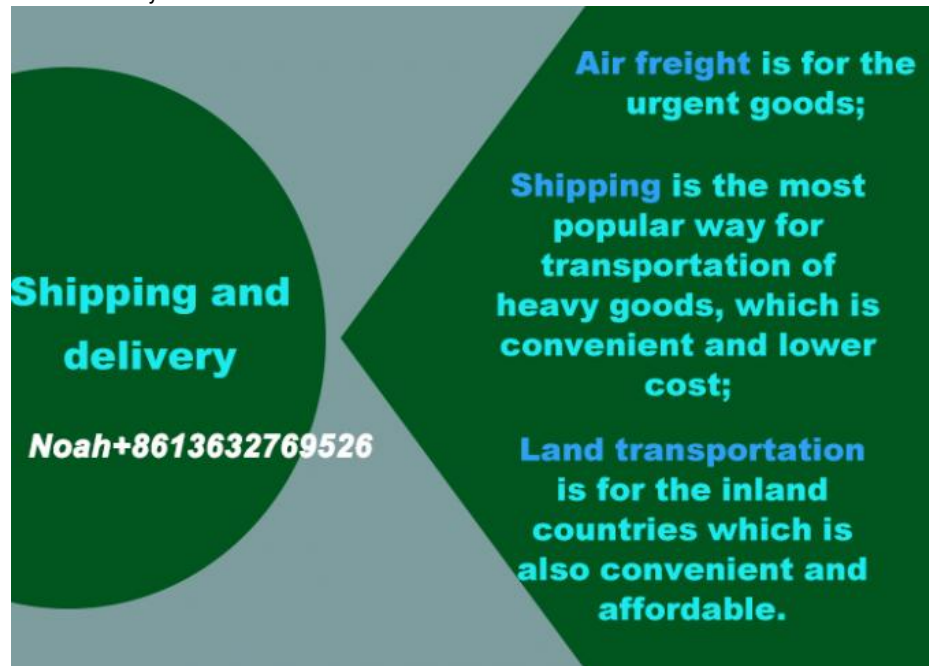 Shipping and
delivery
Noah+8613632769526
Air freight is for the
urgent goods;
Shipping is the most
popular way for
transportation of
heavy goods, which is
convenient and lower
cost;
Land transportation
is for the inland
countries which is
also convenient and
affordable.